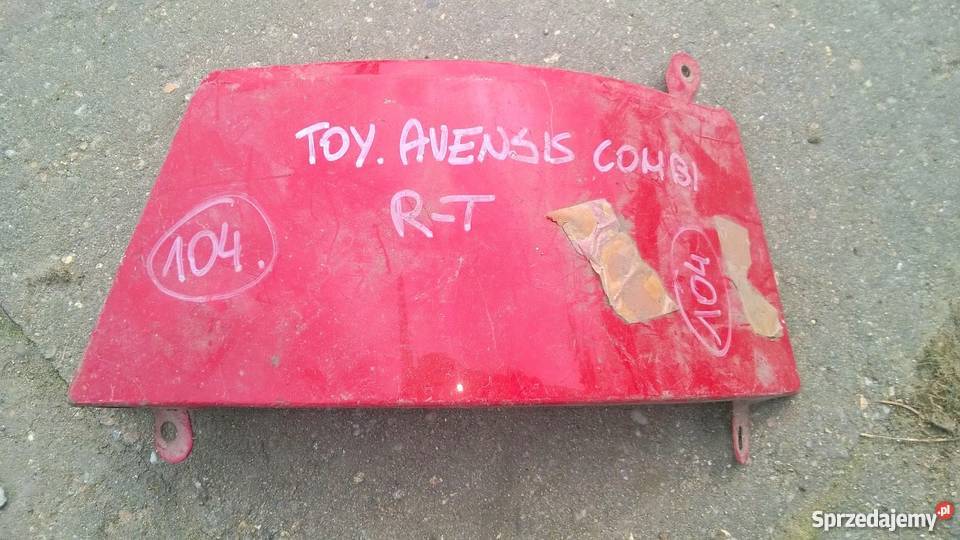 TOY. AVENSIS COMBI
R-T
104.
104
Sprzedajemy.pl